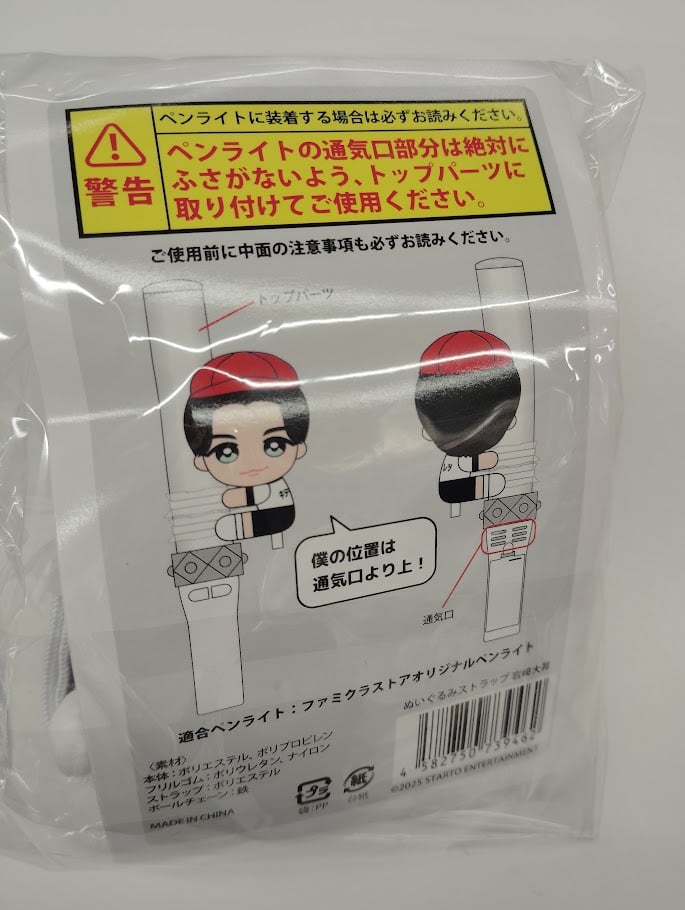 ペンライトに装着する場合は必ずお読みください。
警告
ペンライトの通気口部分は絶対に
ふさがないよう、トップパーツに
取り付けてご使用ください。
ご使用前に中面の注意事項も必ずお読みください。
トップパーツ
僕の位置は
通気口より上!
通気口
適合ペンライト:ファミクラストアオリジナルペンライト
ぬいぐるみストラップ 岩﨑大昇
〈素材〉
本体:ポリエステル、ポリプロピレン
フリルゴム:ポリウレタン、ナイロン
ストラップ:ポリエステル
ボールチェーン:鉄
MADE IN CHINA
プラ
袋:PP
紙
台紙
4 582750 739462
©2025 STARTO ENTERTAINMENT